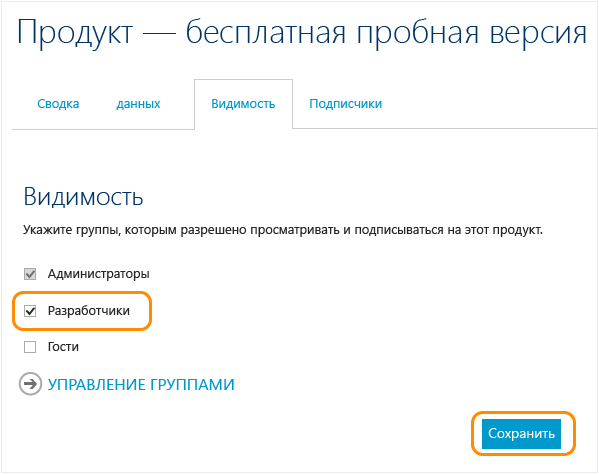 Продукт — бесплатная пробная версия
Сводка данных Видимость Подписчики
Видимость
Укажите группы, которым разрешено просматривать и подписываться на этот продукт.
Администраторы
Разработчики
Гости
УПРАВЛЕНИЕ ГРУППАМИ
Сохранить